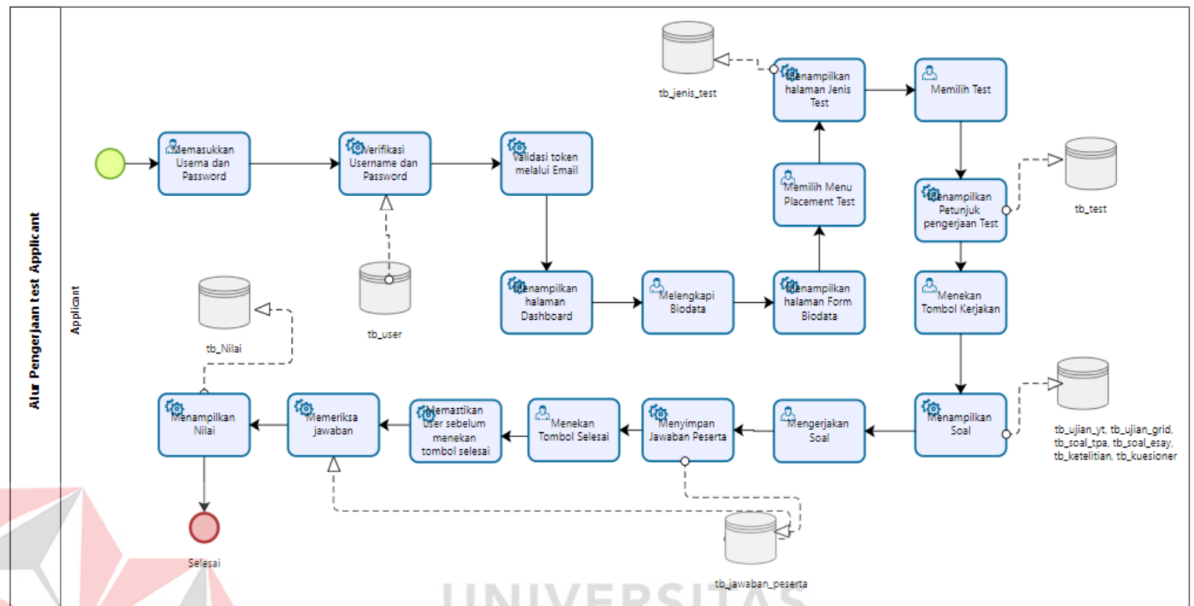 Alur Pengerjaan test Applicant
Applicant
Memasukkan
Userna dan
Password
Verifikasi
Username dan
Password
Validasi token
melalui Email
tb_user
Menampilkan
halaman
Dashboard
Melengkapi
Biodata
Menampilkan
halaman Form
Biodata
Memilih Menu
Placement Test
Menampilkan
halaman Jenis
Test
tb_jenis_test
Memilih Test
Menampilkan
Petunjuk
pengerjaan Test
tb_test
Menekan
Tombol Kerjakan
Menampilkan
Soal
tb_ujian_yt, tb_ujian_grid,
tb_soal_tpa, tb_soal_esay,
tb_ketelitian, tb_kuesioner
Mengerjakan
Soal
Menyimpan
Jawaban Peserta
tb_jawaban_peserta
Menekan
Tombol Selesai
Memastikan
user sebelum
menekan
tombol selesai
Memeriksa
jawaban
Menampilkan
Nilai
tb_Nilai
Selesai
UNIVERSITAS